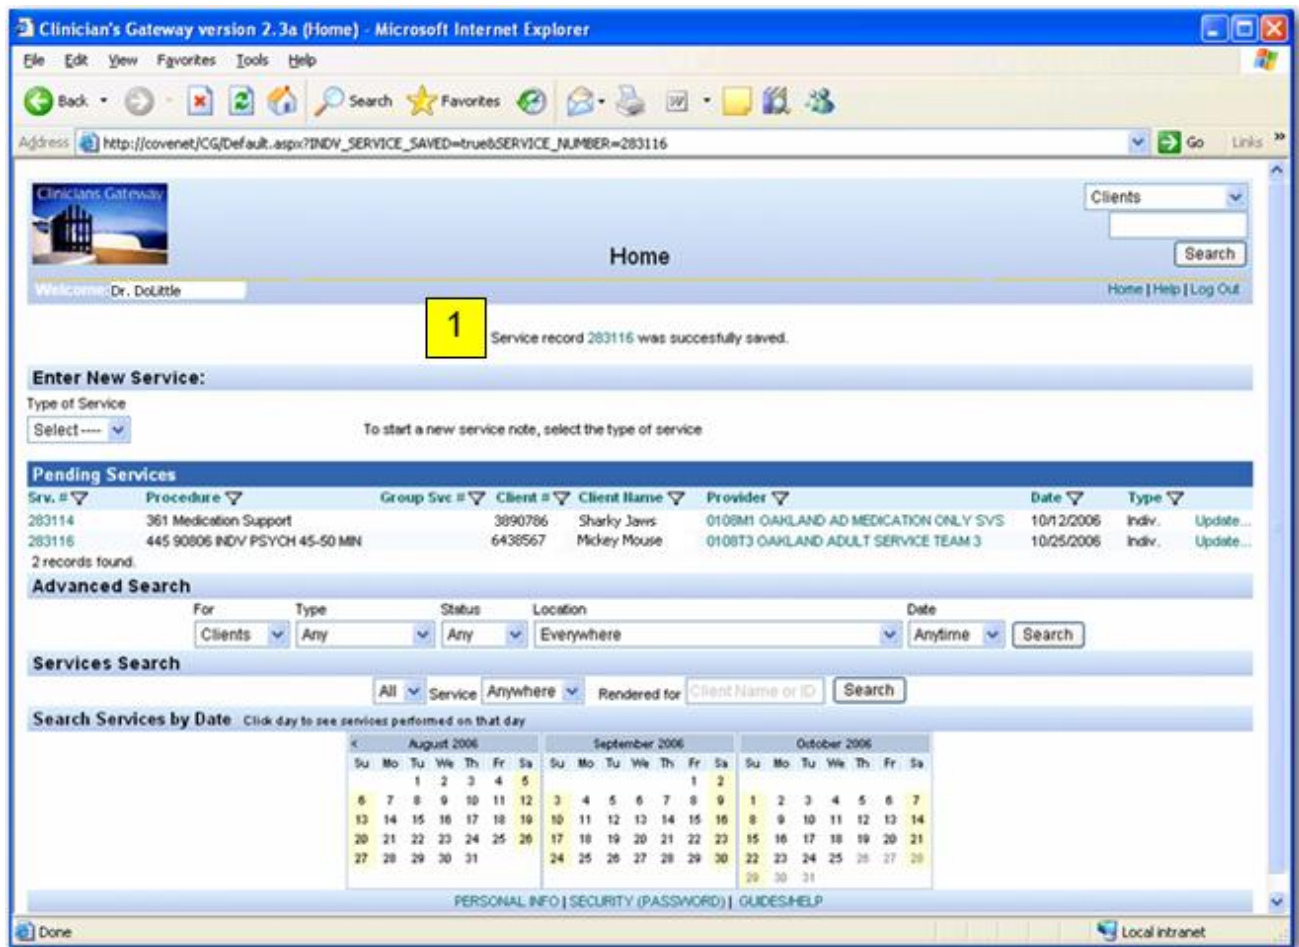 Clinician's Gateway version 2.3a (Home) - Microsoft Internet Explorer
File Edit View Favorites Tools Help
Back Search Favorites
Address http://covenet/CG/Default.aspx?INDV_SERVICE_SAVED=true&SERVICE_NUMBER=283116 Go Links »
Clinicians Gateway
Clients
Home
Search
Welcome: Dr. DoLittle
Home | Help | Log Out
1
Service record 283116 was succesfully saved.
Enter New Service:
Type of Service
Select---- To start a new service note, select the type of service
Pending Services
Srv. # Procedure Group Svc # Client # Client Name Provider Date Type
283114 361 Medication Support 3890786 Sharky Jaws 0108M1 OAKLAND AD MEDICATION ONLY SVS 10/12/2006 Indiv. Update...
283116 445 90806 INDV PSYCH 45-50 MIN 6438567 Mickey Mouse 0108T3 OAKLAND ADULT SERVICE TEAM 3 10/25/2006 Indiv. Update...
2 records found.
Advanced Search
For Type Status Location Date
Clients Any Any Everywhere Anytime Search
Services Search
All Service Anywhere Rendered for Client Name or ID Search
Search Services by Date Click day to see services performed on that day
< August 2006 September 2006 October 2006
Su Mo Tu We Th Fr Sa Su Mo Tu We Th Fr Sa Su Mo Tu We Th Fr Sa
1 2 3 4 5 1 2
6 7 8 9 10 11 12 3 4 5 6 7 8 9 1 2 3 4 5 6 7
13 14 15 16 17 18 19 10 11 12 13 14 15 16 8 9 10 11 12 13 14
20 21 22 23 24 25 26 17 18 19 20 21 22 23 15 16 17 18 19 20 21
27 28 29 30 31 24 25 26 27 28 29 30 22 23 24 25 26 27 28
29 30 31
PERSONAL INFO | SECURITY (PASSWORD) | GUIDES/HELP
Done Local intranet